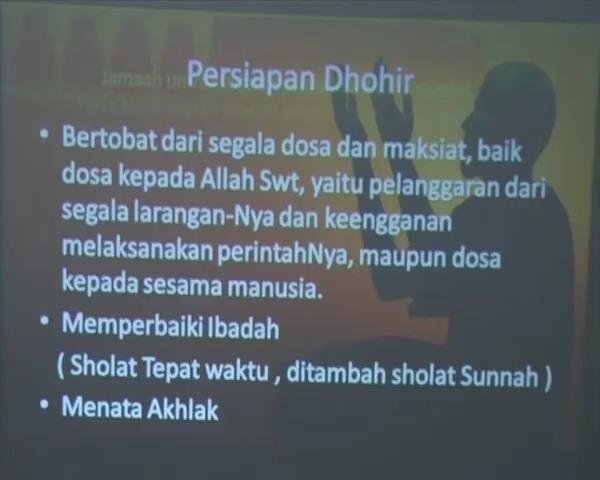 Persiapan Dhohir
• Bertobat dari segala dosa dan maksiat, baik
dosa kepada Allah Swt, yaitu pelanggaran dari
segala larangan-Nya dan keengganan
melaksanakan perintahNya, maupun dosa
kepada sesama manusia.
• Memperbaiki Ibadah
( Sholat Tepat waktu , ditambah sholat Sunnah )
• Menata Akhlak